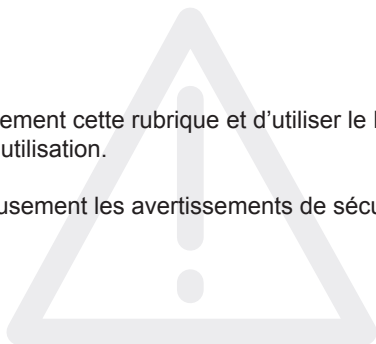 ement cette rubrique et d’utiliser le
utilisation.
usement les avertissements de sécu